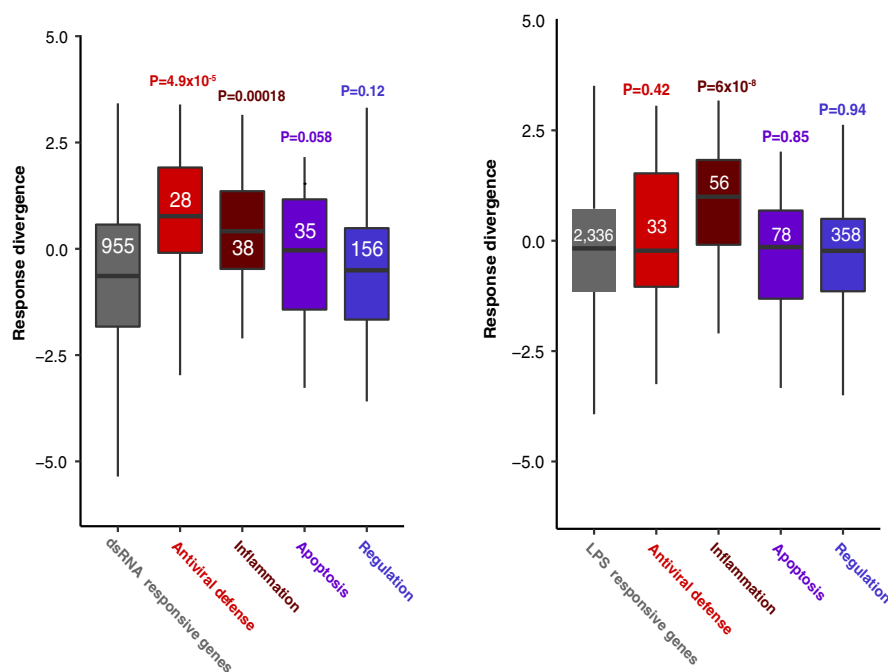 5.0
2.5
0.0
−2.5
−5.0
Response divergence
P=4.9x10⁻⁵
P=0.00018
P=0.058
P=0.12
955
28
38
35
156
dsRNA responsive genes
Antiviral defense
Inflammation
Apoptosis
Regulation
5.0
2.5
0.0
−2.5
−5.0
Response divergence
P=0.42
P=6x10⁻⁸
P=0.85
P=0.94
2,336
33
56
78
358
LPS responsive genes
Antiviral defense
Inflammation
Apoptosis
Regulation